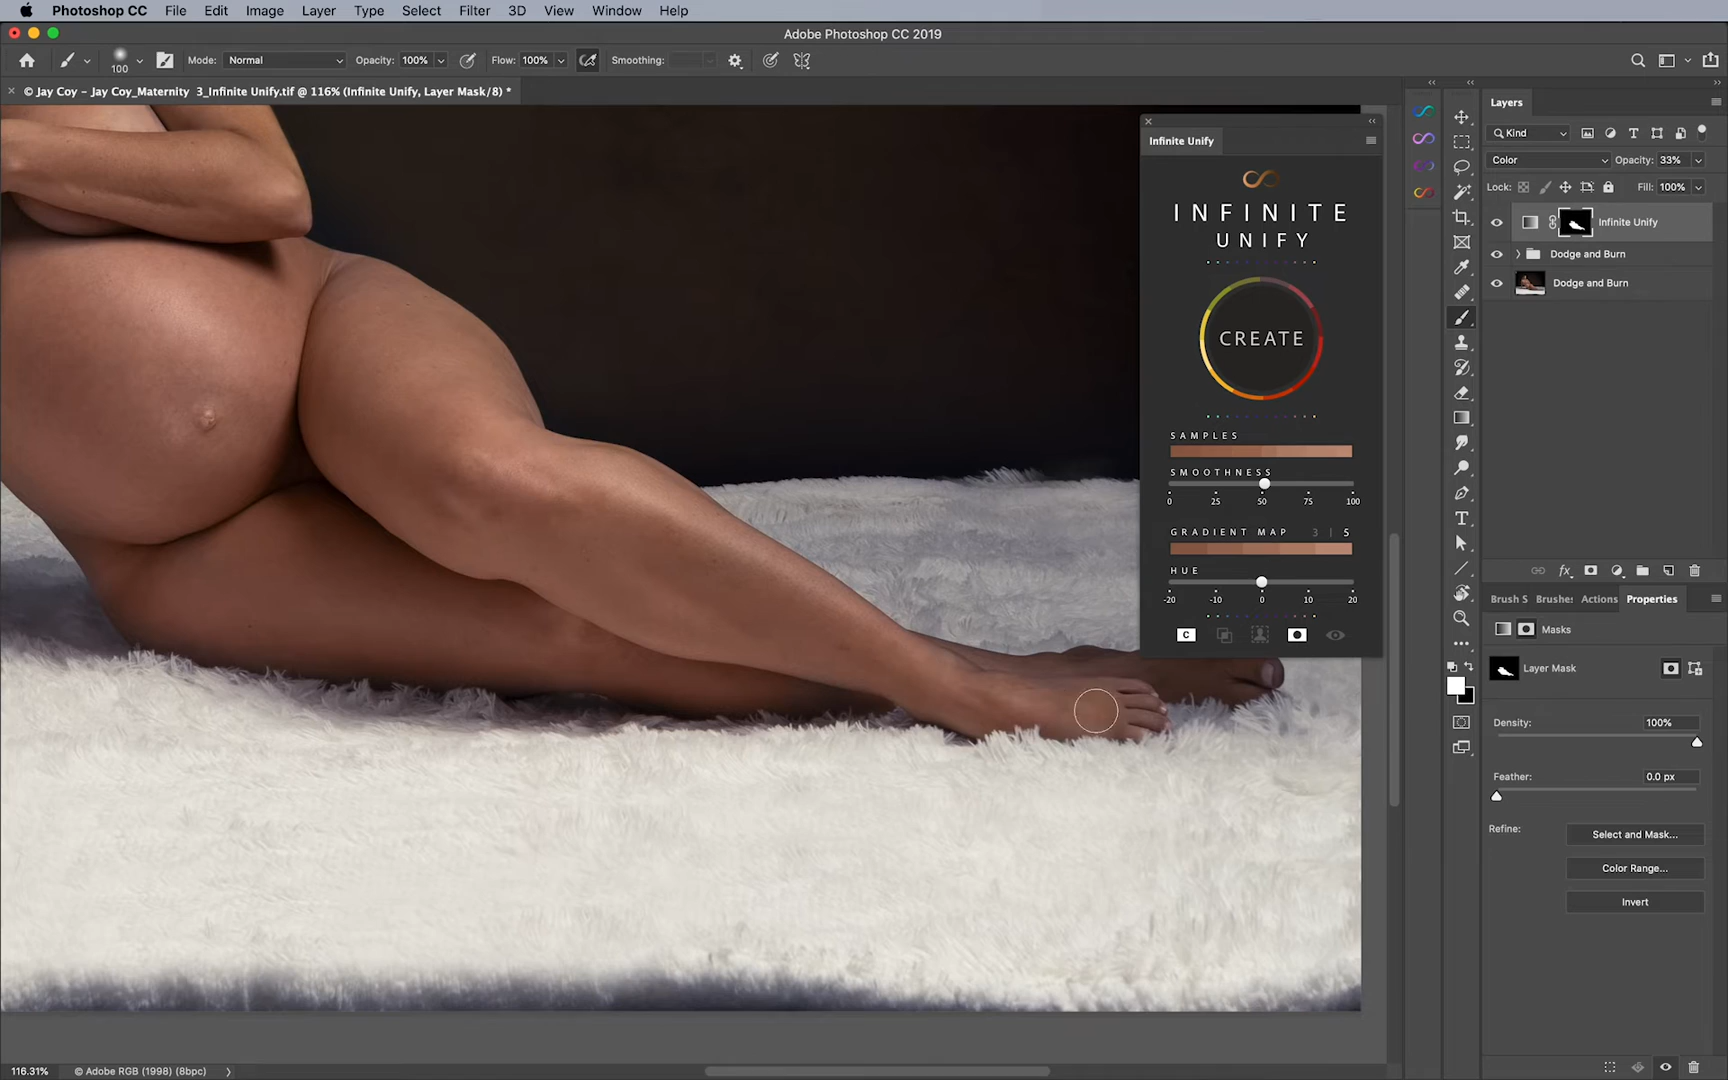 Photoshop CC File Edit Image Layer Type Select Filter 3D View Window Help
Adobe Photoshop CC 2019
100 Mode: Normal Opacity: 100% Flow: 100% Smoothing:
© Jay Coy – Jay Coy_Maternity 3_Infinite Unify.tif @ 116% (Infinite Unify, Layer Mask/8) *
Infinite Unify
INFINITE
UNIFY
CREATE
SAMPLES
SMOOTHNESS
0 25 50 75 100
GRADIENT MAP 3 | 5
HUE
-20 -10 0 10 20
C
Layers
Kind
Color Opacity: 33%
Lock: Fill: 100%
Infinite Unify
Dodge and Burn
Dodge and Burn
fx
Brush S Brushes Actions Properties
Masks
Layer Mask
Density: 100%
Feather: 0.0 px
Refine: Select and Mask...
Color Range...
Invert
116.31% © Adobe RGB (1998) (8bpc)